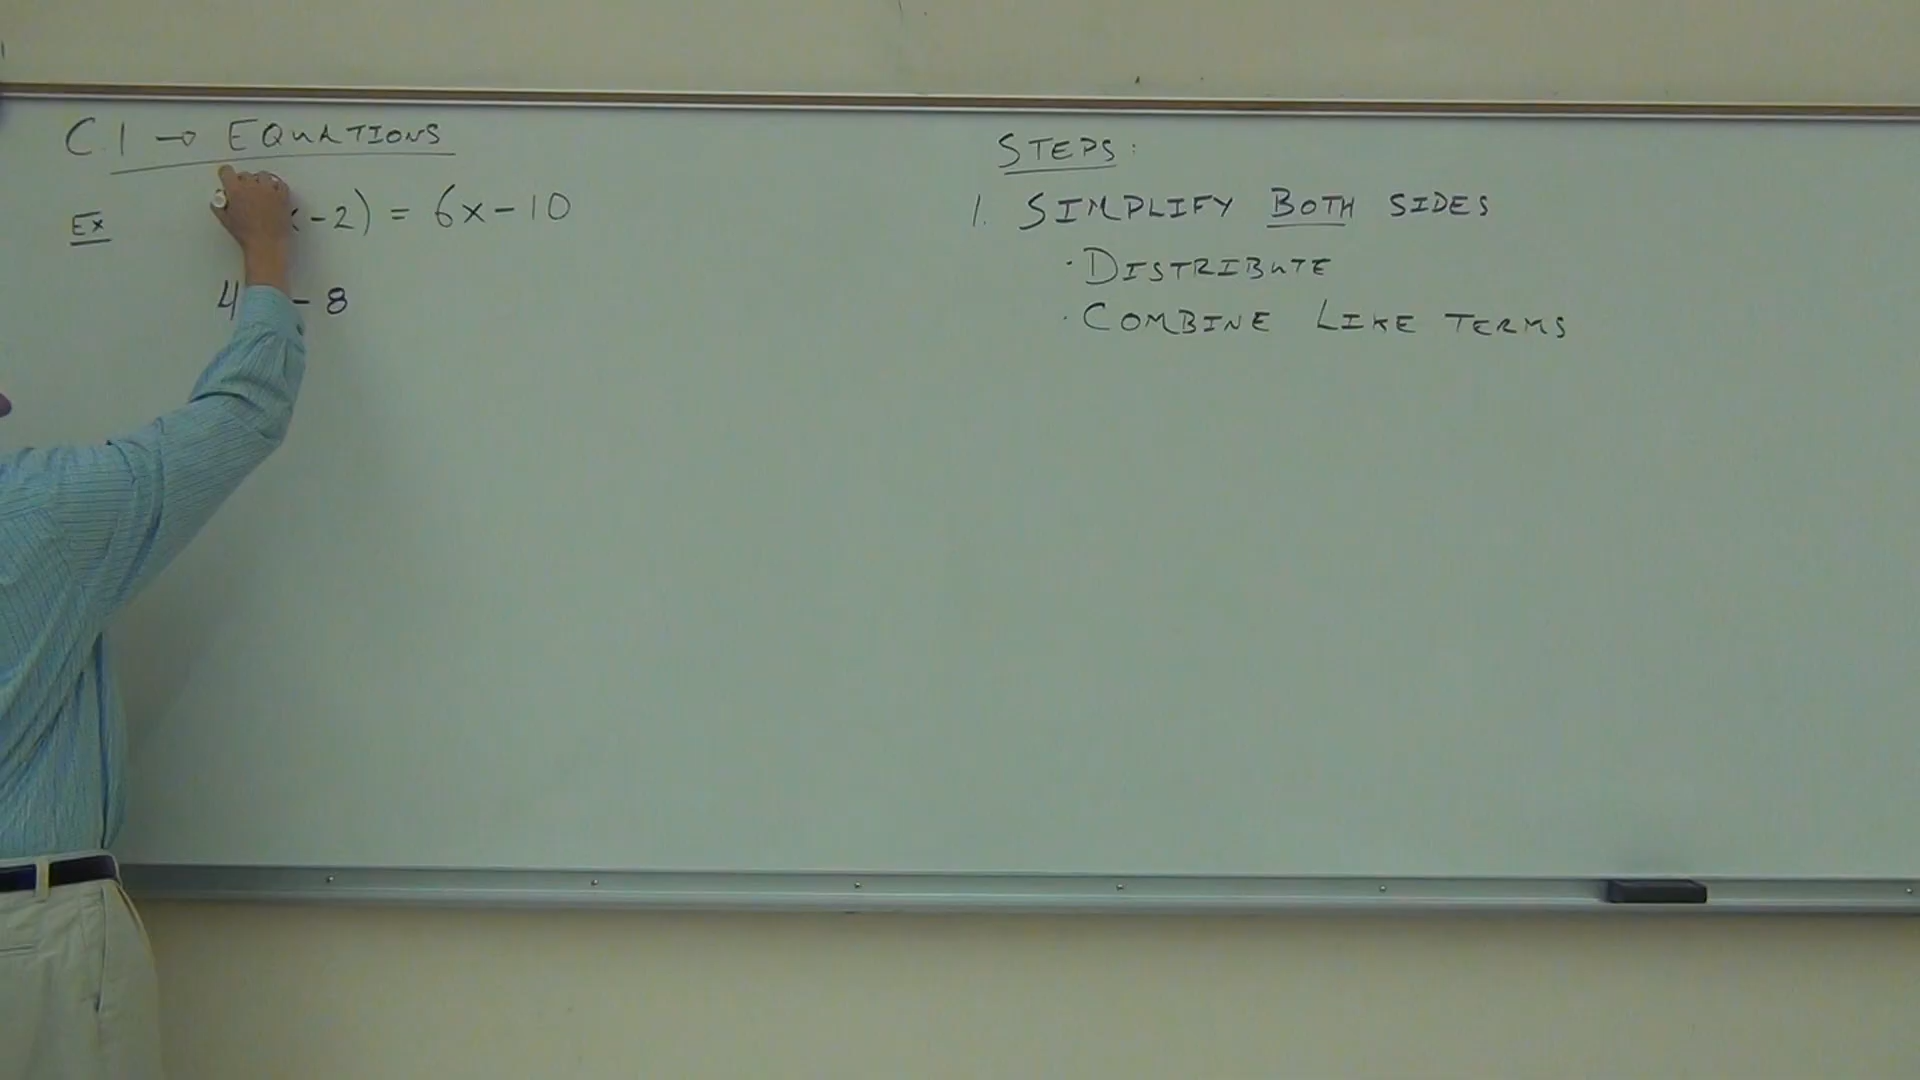 C.1 → EQUATIONS
Ex - 2) = 6x - 10
4 - 8
STEPS:
1. SIMPLIFY BOTH SIDES
· DISTRIBUTE
· COMBINE LIKE TERMS